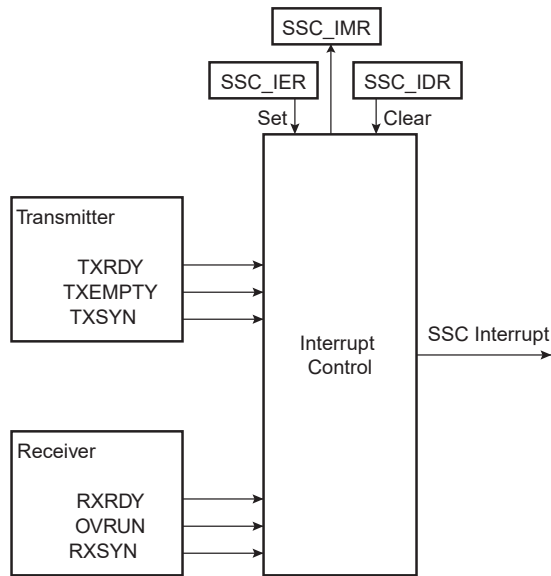 SSC_IMR
SSC_IER
SSC_IDR
Set
Clear
Transmitter
TXRDY
TXEMPTY
TXSYN
Interrupt
Control
SSC Interrupt
Receiver
RXRDY
OVRUN
RXSYN